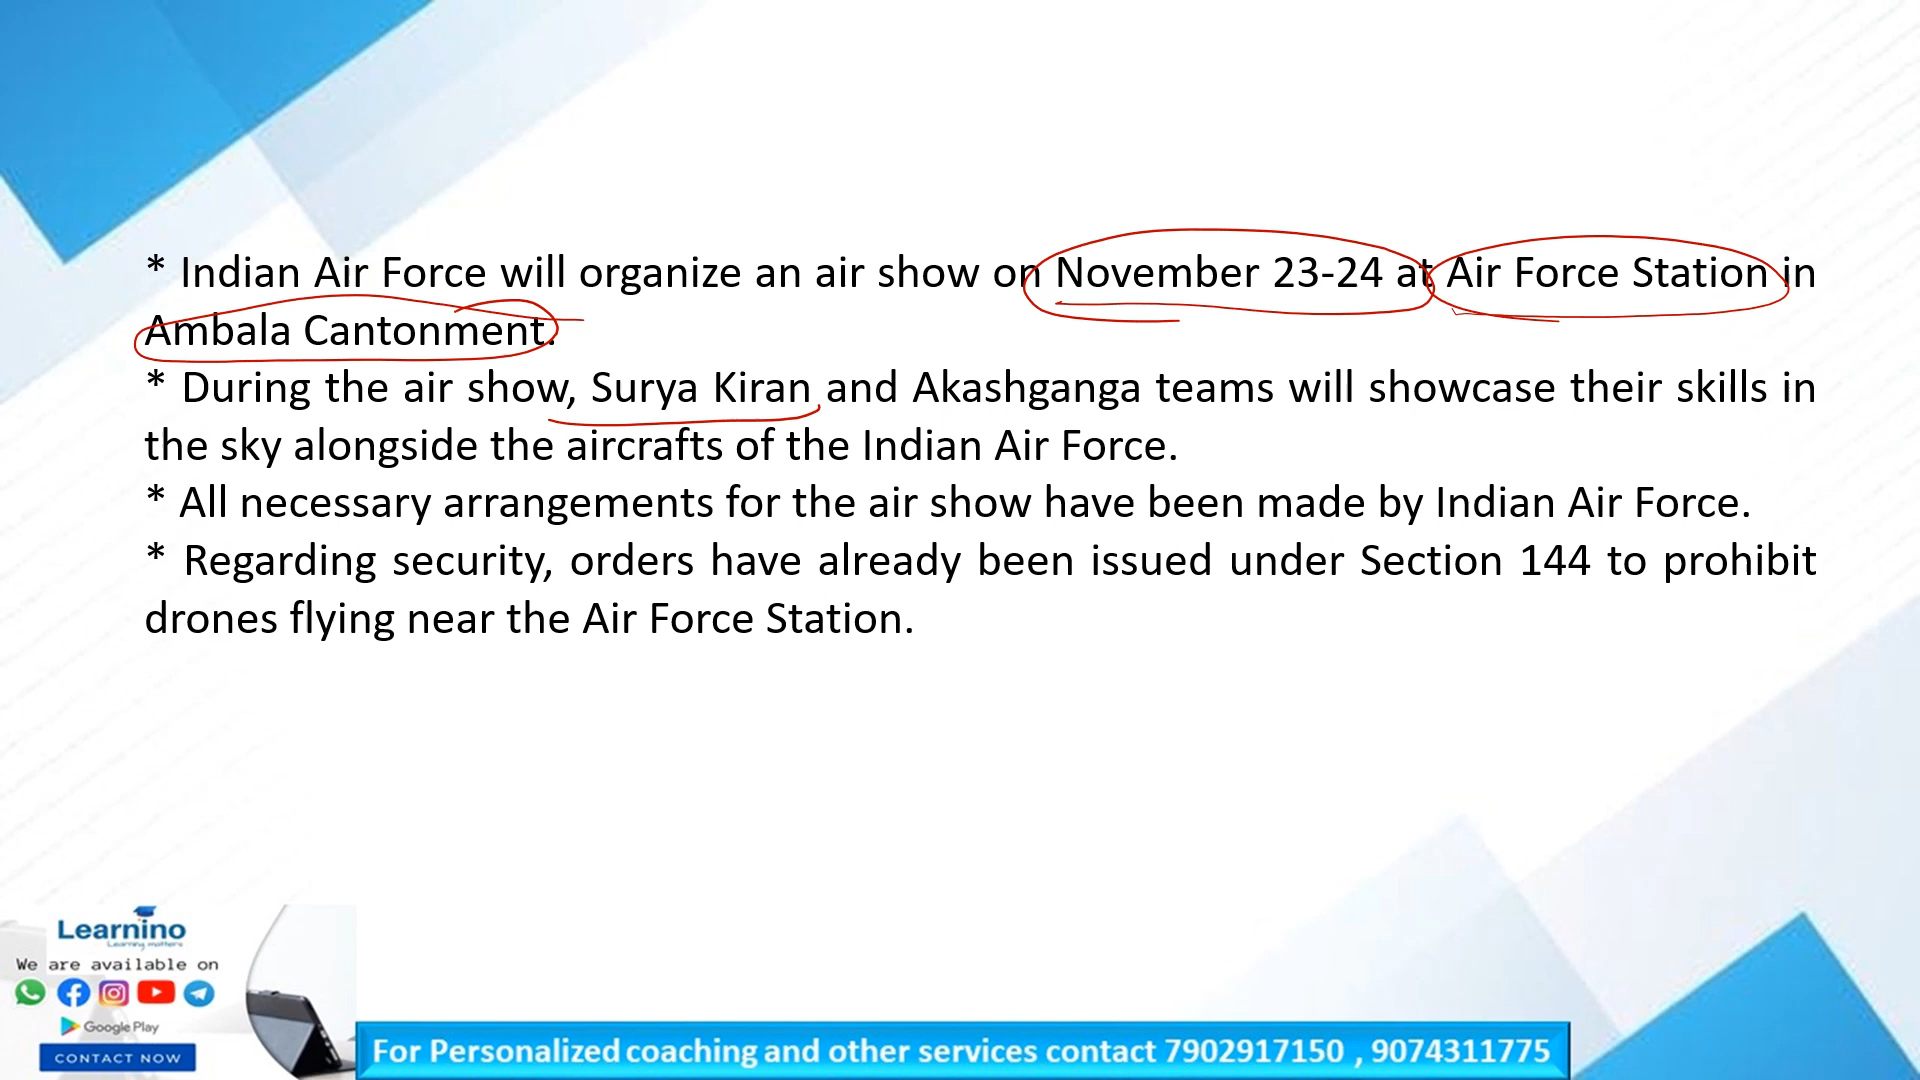 * Indian Air Force will organize an air show on November 23-24 at Air Force Station in
Ambala Cantonment.
* During the air show, Surya Kiran and Akashganga teams will showcase their skills in
the sky alongside the aircrafts of the Indian Air Force.
* All necessary arrangements for the air show have been made by Indian Air Force.
* Regarding security, orders have already been issued under Section 144 to prohibit
drones flying near the Air Force Station.
Learnino
Learning matters
We are available on
Google Play
CONTACT NOW
For Personalized coaching and other services contact 7902917150 , 9074311775